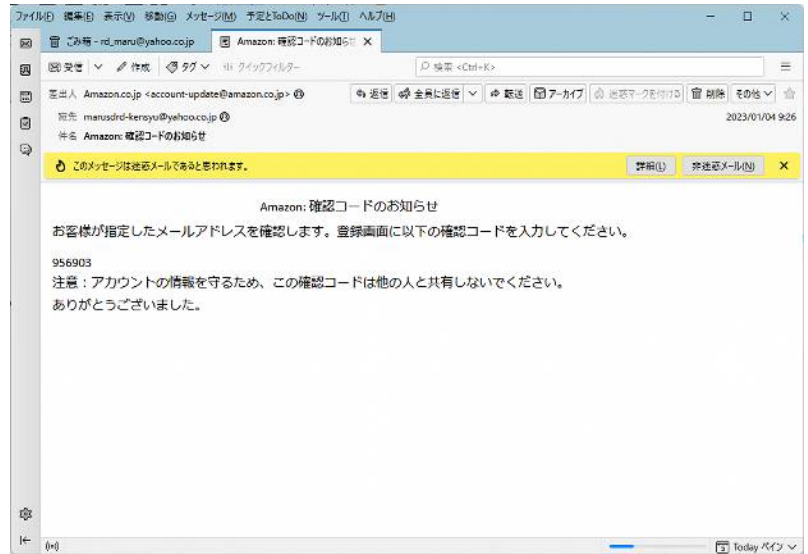 ファイル(F) 編集(E) 表示(V) 移動(G) メッセージ(M) 予定とToDo(N) ツール(T) ヘルプ(H)
ごみ箱 - rd_maru@yahoo.co.jp Amazon: 確認コードのお知らせ
受信 作成 タグ クイックフィルター 検索 <Ctrl+K>
差出人 Amazon.co.jp <account-update@amazon.co.jp> 返信 全員に返信 転送 アーカイブ 迷惑マークを付ける 削除 その他
宛先 marusdrd-kensyu@yahoo.co.jp 2023/01/04 9:26
件名 Amazon: 確認コードのお知らせ
このメッセージは迷惑メールであると思われます。 詳細(L) 非迷惑メール(N)
Amazon: 確認コードのお知らせ
お客様が指定したメールアドレスを確認します。登録画面に以下の確認コードを入力してください。
956903
注意：アカウントの情報を守るため、この確認コードは他の人と共有しないでください。
ありがとうございました。
Today ペイン